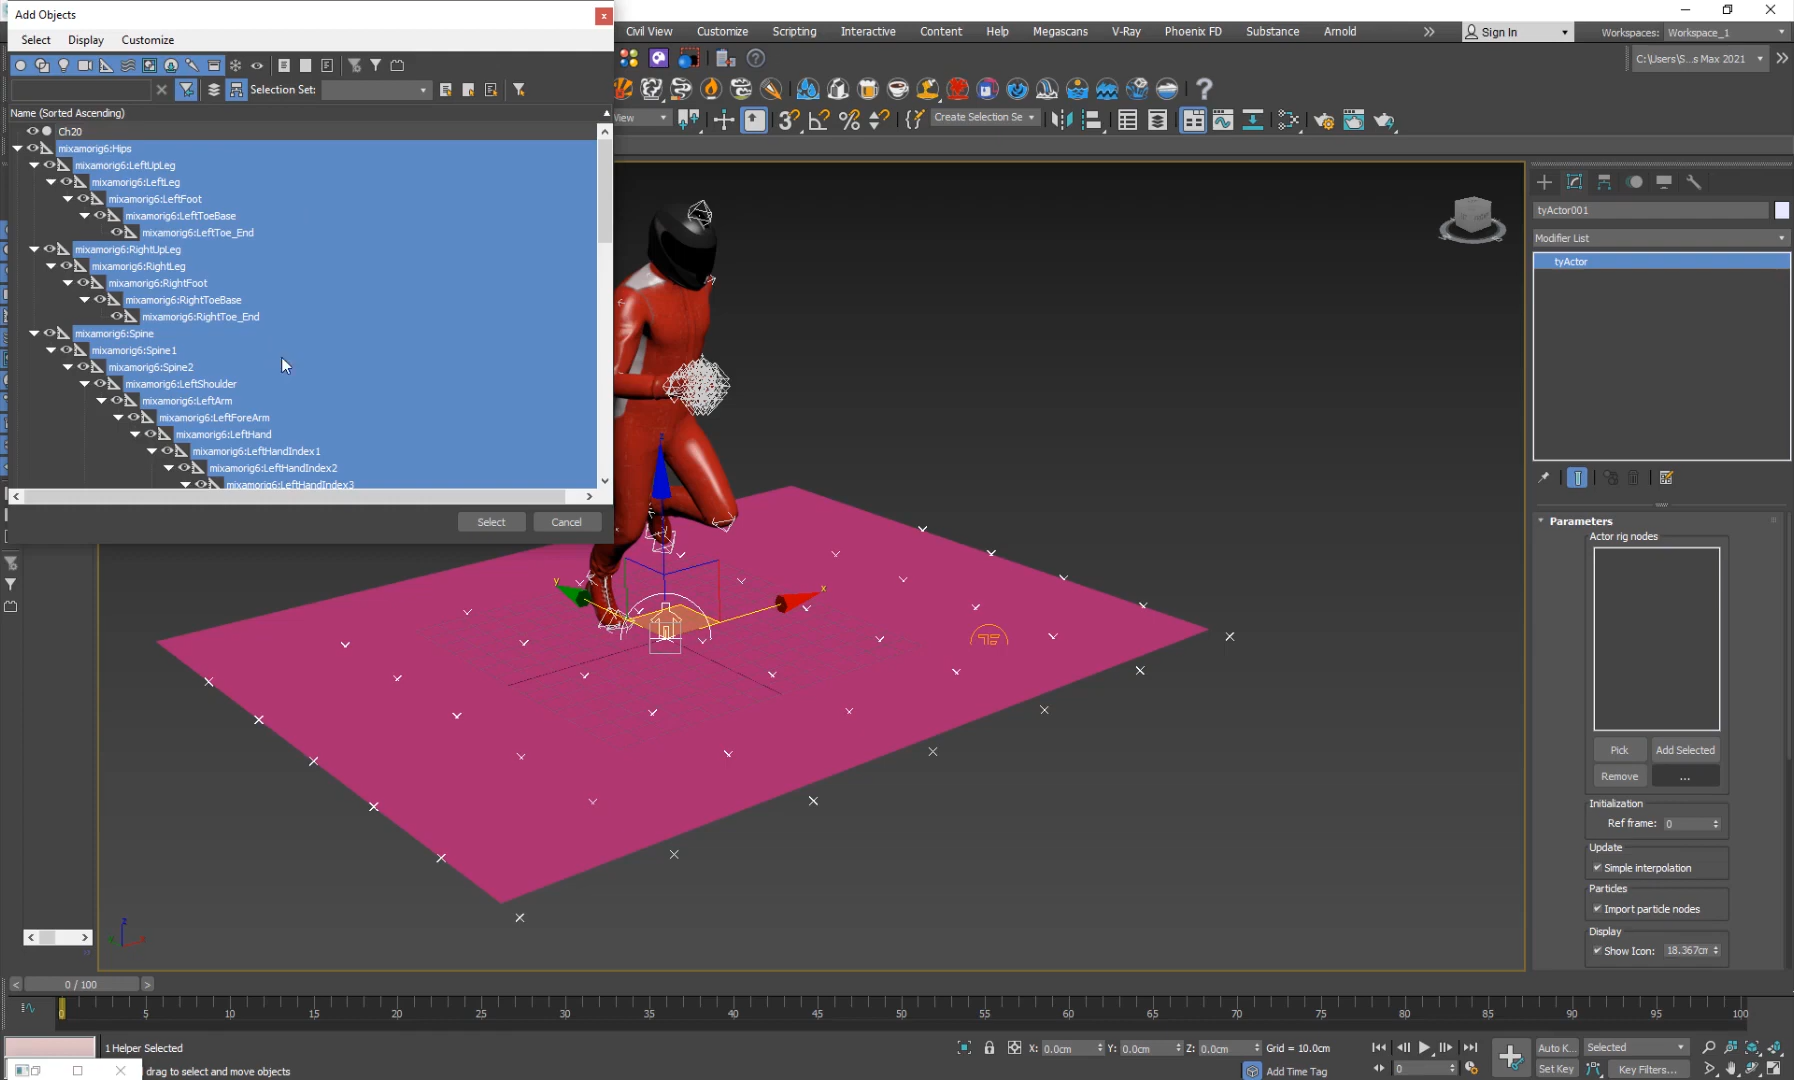 Add Objects
Select Display Customize
Selection Set:
Name (Sorted Ascending)
Ch20
mixamorig6:Hips
mixamorig6:LeftUpLeg
mixamorig6:LeftLeg
mixamorig6:LeftFoot
mixamorig6:LeftToeBase
mixamorig6:LeftToe_End
mixamorig6:RightUpLeg
mixamorig6:RightLeg
mixamorig6:RightFoot
mixamorig6:RightToeBase
mixamorig6:RightToe_End
mixamorig6:Spine
mixamorig6:Spine1
mixamorig6:Spine2
mixamorig6:LeftShoulder
mixamorig6:LeftArm
mixamorig6:LeftForeArm
mixamorig6:LeftHand
mixamorig6:LeftHandIndex1
mixamorig6:LeftHandIndex2
mixamorig6:LeftHandIndex3
Select Cancel
Civil View Customize Scripting Interactive Content Help Megascans V-Ray Phoenix FD Substance Arnold Sign In Workspaces: Workspace_1
C:\Users\S...s Max 2021
View Create Selection Se
z
y
x
tyActor001
Modifier List
tyActor
Parameters
Actor rig nodes
Pick Add Selected
Remove ...
Initialization
Ref frame: 0
Update
Simple interpolation
Particles
Import particle nodes
Display
Show Icon: 18.367cm
0 / 100
0 5 10 15 20 25 30 35 40 45 50 55 60 65 70 75 80 85 90 95 100
1 Helper Selected
X: 0.0cm Y: 0.0cm Z: 0.0cm Grid = 10.0cm
Auto K... Selected
drag to select and move objects
Add Time Tag
0
Set Key Key Filters...